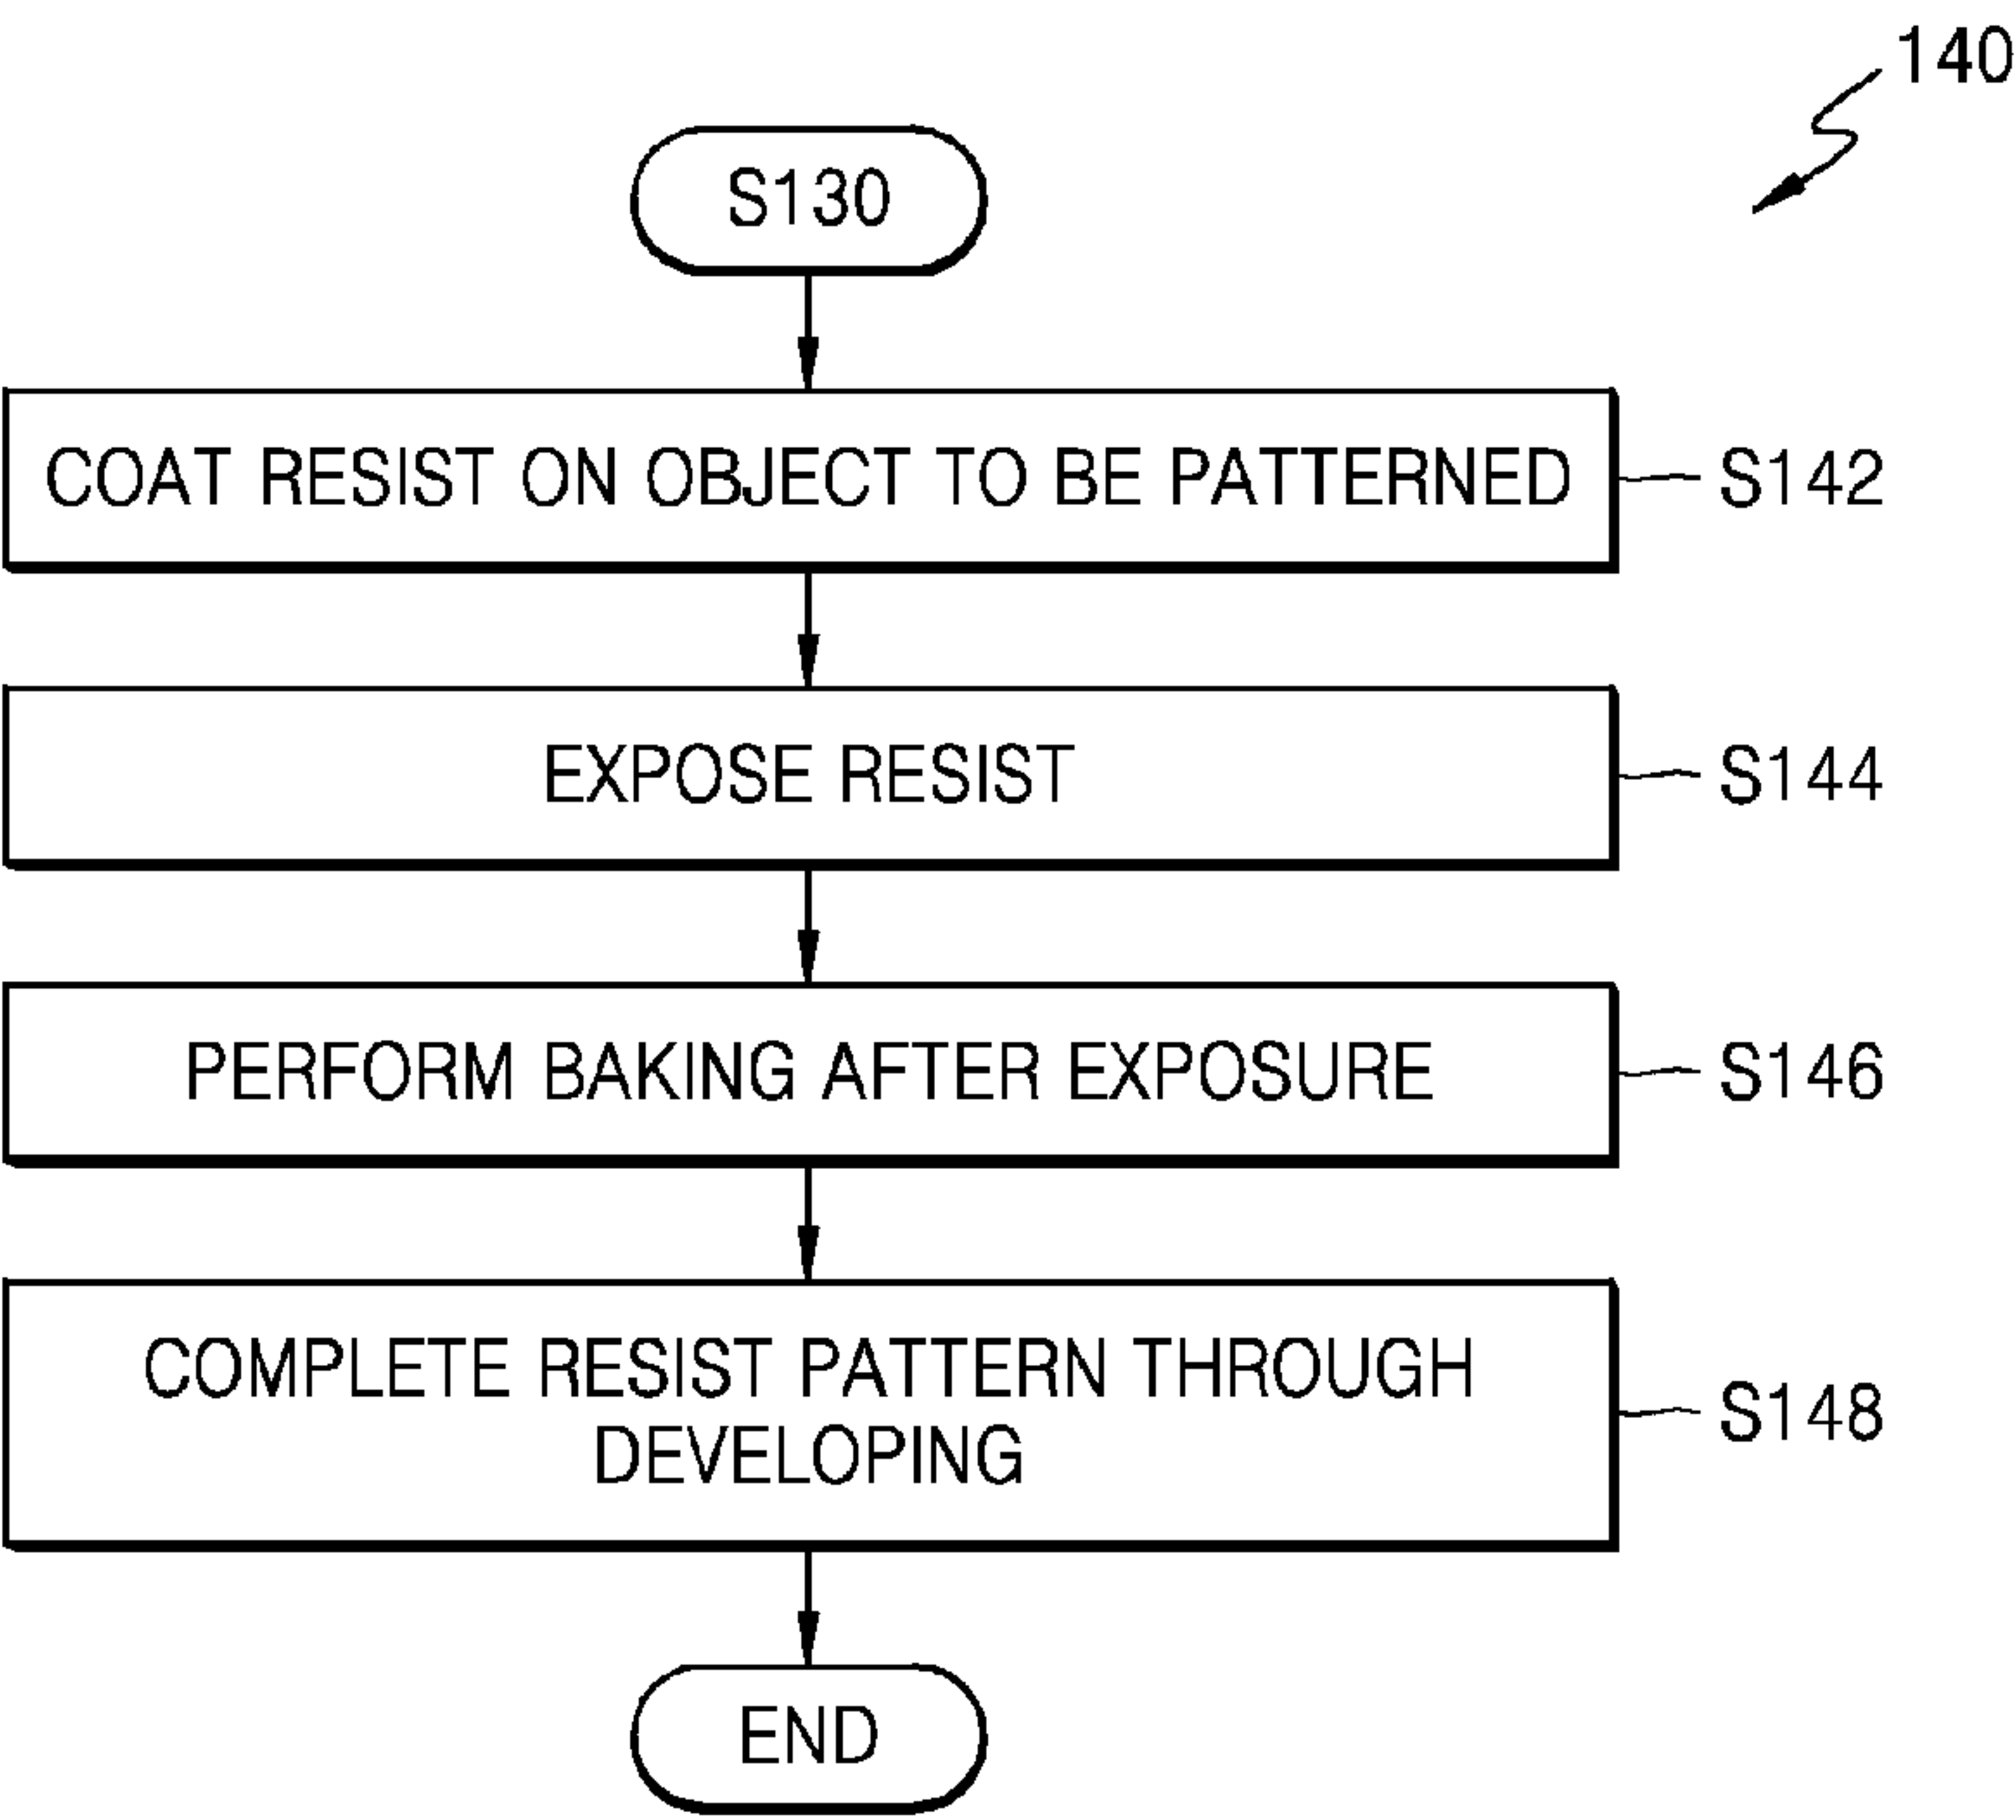 140
S130
COAT RESIST ON OBJECT TO BE PATTERNED
S142
EXPOSE RESIST
S144
PERFORM BAKING AFTER EXPOSURE
S146
COMPLETE RESIST PATTERN THROUGH
DEVELOPING
S148
END